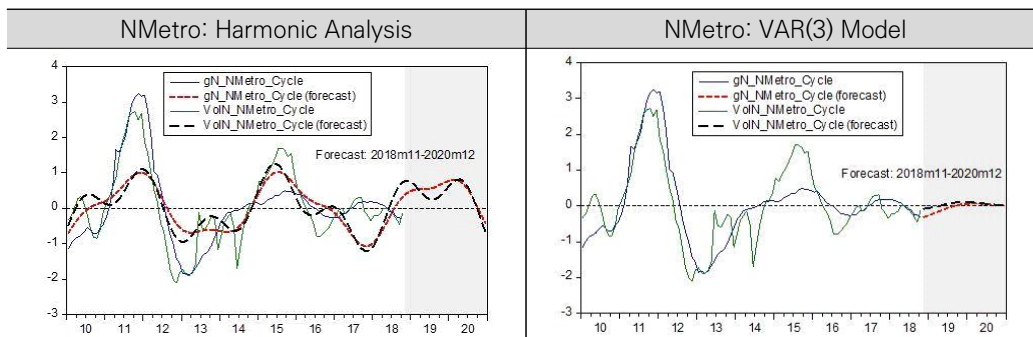 NMetro: Harmonic Analysis
NMetro: VAR(3) Model
4
3
2
1
0
-1
-2
-3
gN_NMetro_Cycle
gN_NMetro_Cycle (forecast)
VolN_NMetro_Cycle
VolN_NMetro_Cycle (forecast)
Forecast: 2018m11-2020m12
10 11 12 13 14 15 16 17 18 19 20
4
3
2
1
0
-1
-2
-3
gN_NMetro_Cycle
gN_NMetro_Cycle (forecast)
VolN_NMetro_Cycle
VolN_NMetro_Cycle (forecast)
Forecast: 2018m11-2020m12
10 11 12 13 14 15 16 17 18 19 20